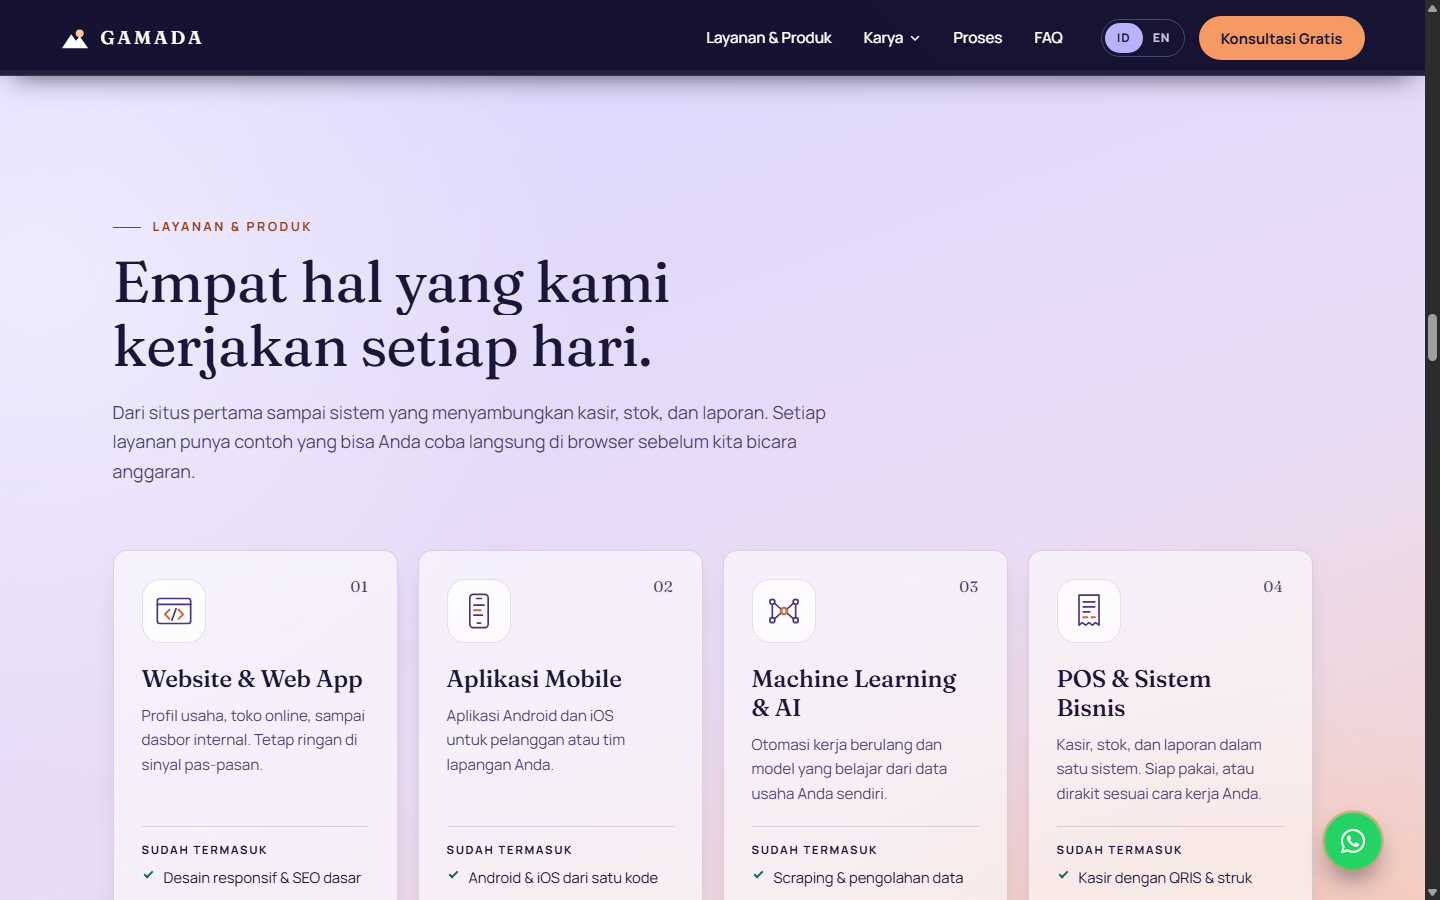 GAMADA
Layanan & Produk
Karya
Proses
FAQ
ID
EN
Konsultasi Gratis
LAYANAN & PRODUK
Empat hal yang kami
kerjakan setiap hari.
Dari situs pertama sampai sistem yang menyambungkan kasir, stok, dan laporan. Setiap
layanan punya contoh yang bisa Anda coba langsung di browser sebelum kita bicara
anggaran.
01
Website & Web App
Profil usaha, toko online, sampai
dasbor internal. Tetap ringan di
sinyal pas-pasan.
SUDAH TERMASUK
Desain responsif & SEO dasar
02
Aplikasi Mobile
Aplikasi Android dan iOS
untuk pelanggan atau tim
lapangan Anda.
SUDAH TERMASUK
Android & iOS dari satu kode
03
Machine Learning
& AI
Otomasi kerja berulang dan
model yang belajar dari data
usaha Anda sendiri.
SUDAH TERMASUK
Scraping & pengolahan data
04
POS & Sistem
Bisnis
Kasir, stok, dan laporan dalam
satu sistem. Siap pakai, atau
dirakit sesuai cara kerja Anda.
SUDAH TERMASUK
Kasir dengan QRIS & struk